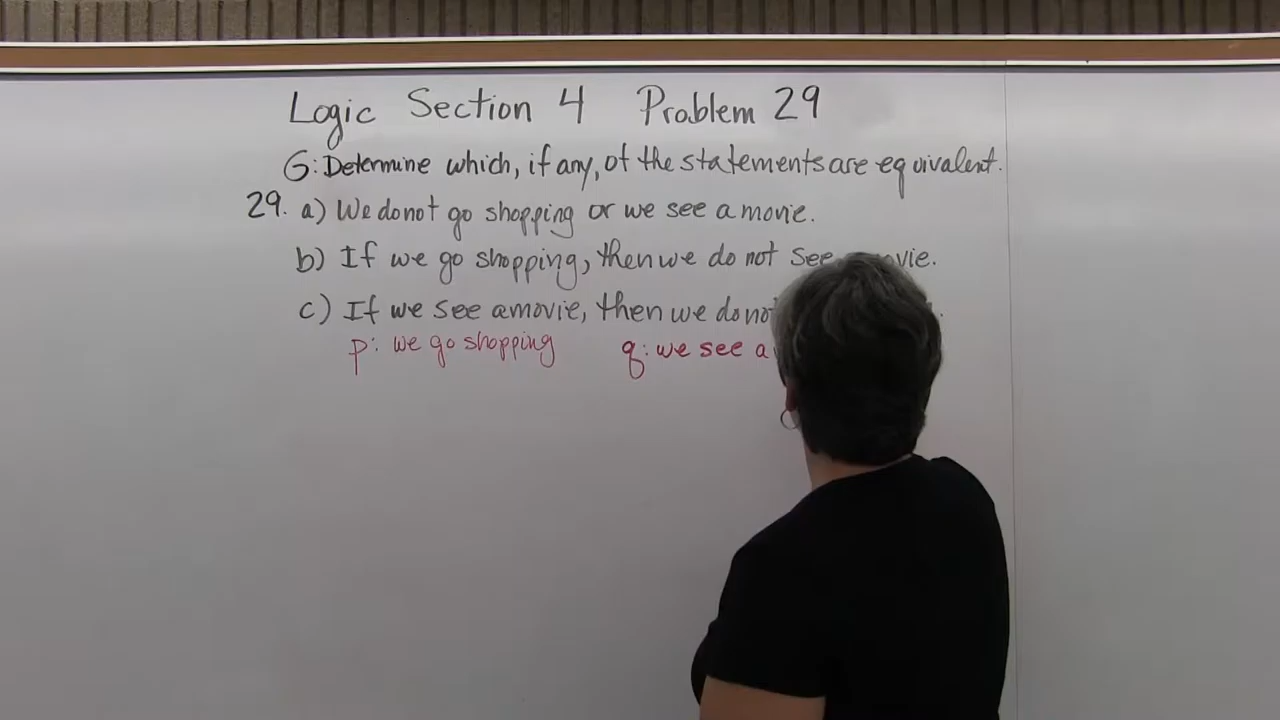 Logic Section 4 Problem 29
G: Determine which, if any, of the statements are equivalent.
29. a) We do not go shopping or we see a movie.
b) If we go shopping, then we do not see
c) If we see a movie, then we do not
p: we go shopping q: we see a